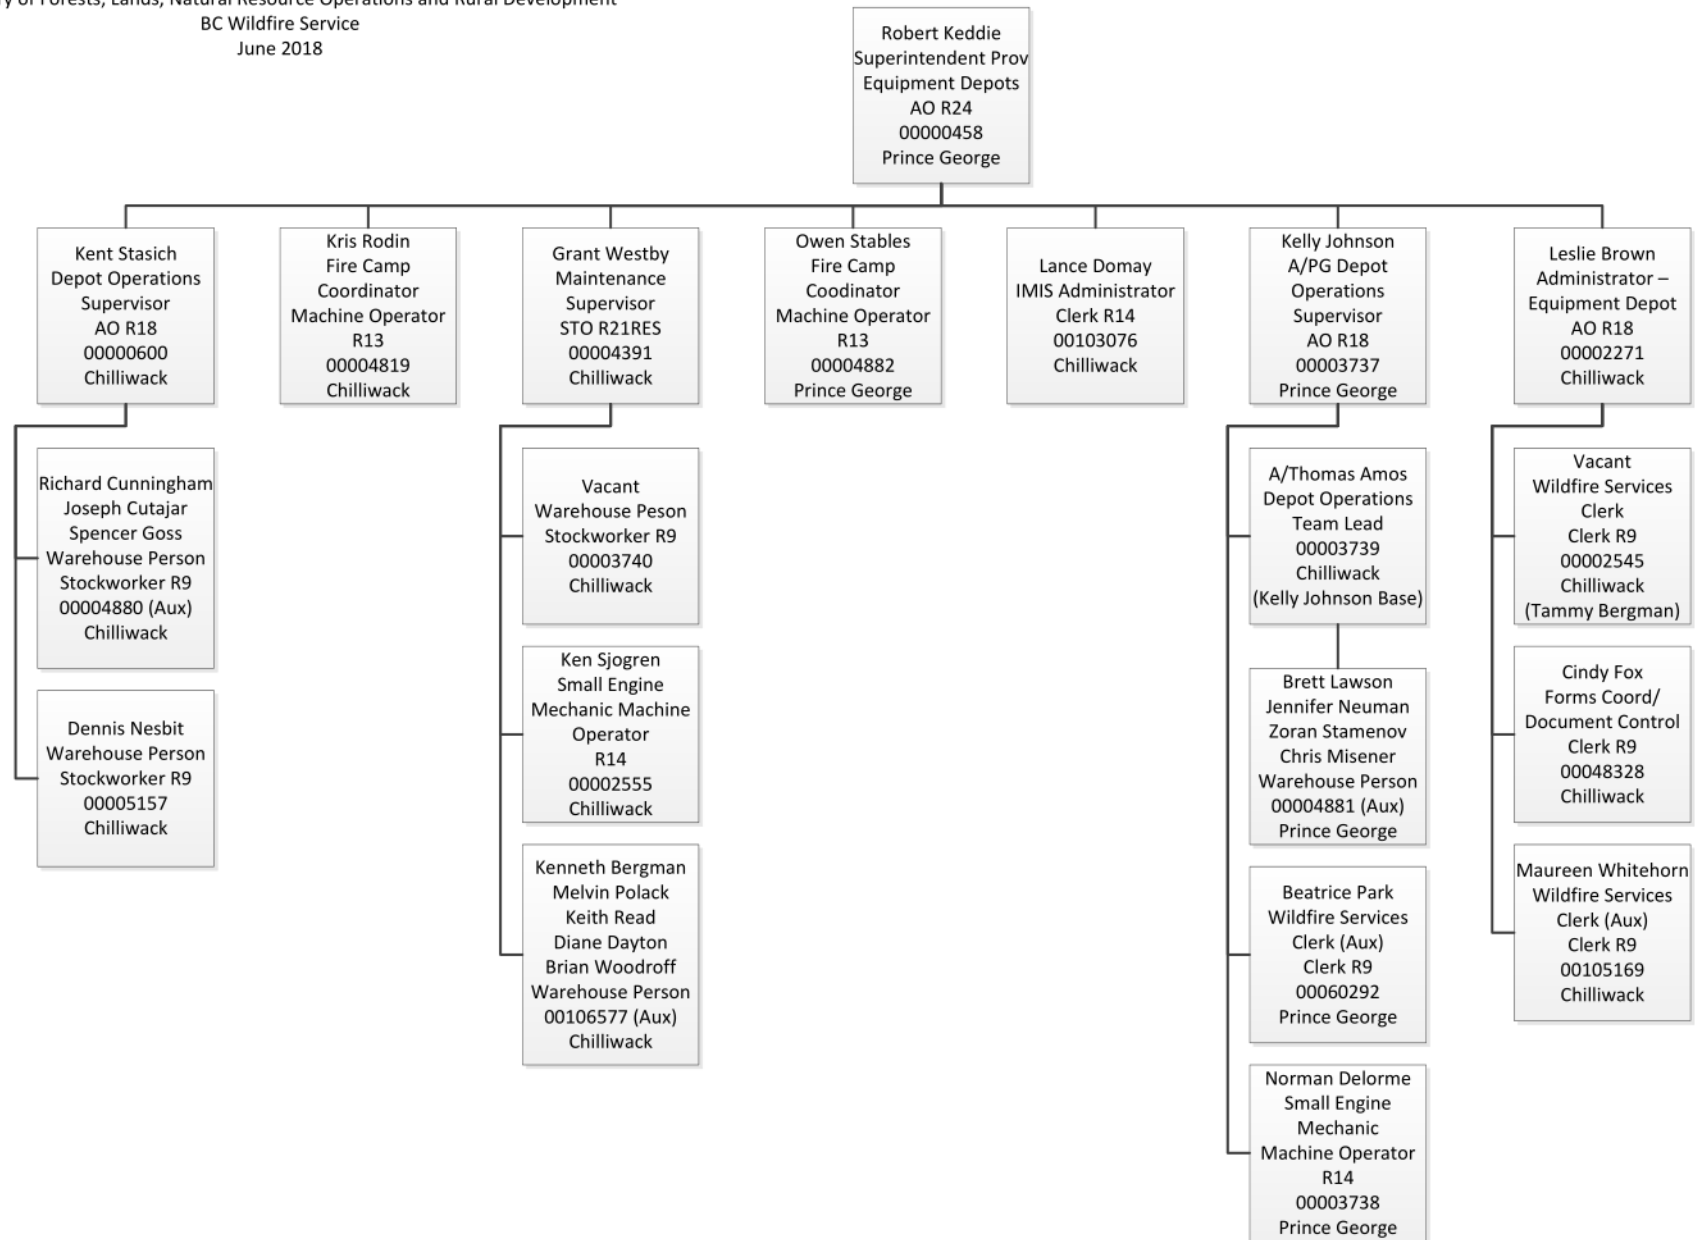 y of Forests, Lands, Natural Resource Operations and Rural Development
BC Wildfire Service
June 2018
Robert Keddie
Superintendent Prov
Equipment Depots
AO R24
00000458
Prince George
Kent Stasich
Depot Operations
Supervisor
AO R18
00000600
Chilliwack
Kris Rodin
Fire Camp
Coordinator
Machine Operator
R13
00004819
Chilliwack
Grant Westby
Maintenance
Supervisor
STO R21RES
00004391
Chilliwack
Owen Stables
Fire Camp
Coodinator
Machine Operator
R13
00004882
Prince George
Lance Domay
IMIS Administrator
Clerk R14
00103076
Chilliwack
Kelly Johnson
A/PG Depot
Operations
Supervisor
AO R18
00003737
Prince George
Leslie Brown
Administrator –
Equipment Depot
AO R18
00002271
Chilliwack
Richard Cunningham
Joseph Cutajar
Spencer Goss
Warehouse Person
Stockworker R9
00004880 (Aux)
Chilliwack
Dennis Nesbit
Warehouse Person
Stockworker R9
00005157
Chilliwack
Vacant
Warehouse Peson
Stockworker R9
00003740
Chilliwack
Ken Sjogren
Small Engine
Mechanic Machine
Operator
R14
00002555
Chilliwack
Kenneth Bergman
Melvin Polack
Keith Read
Diane Dayton
Brian Woodroff
Warehouse Person
00106577 (Aux)
Chilliwack
A/Thomas Amos
Depot Operations
Team Lead
00003739
Chilliwack
(Kelly Johnson Base)
Brett Lawson
Jennifer Neuman
Zoran Stamenov
Chris Misener
Warehouse Person
00004881 (Aux)
Prince George
Beatrice Park
Wildfire Services
Clerk (Aux)
Clerk R9
00060292
Prince George
Norman Delorme
Small Engine
Mechanic
Machine Operator
R14
00003738
Prince George
Vacant
Wildfire Services
Clerk
Clerk R9
00002545
Chilliwack
(Tammy Bergman)
Cindy Fox
Forms Coord/
Document Control
Clerk R9
00048328
Chilliwack
Maureen Whitehorn
Wildfire Services
Clerk (Aux)
Clerk R9
00105169
Chilliwack